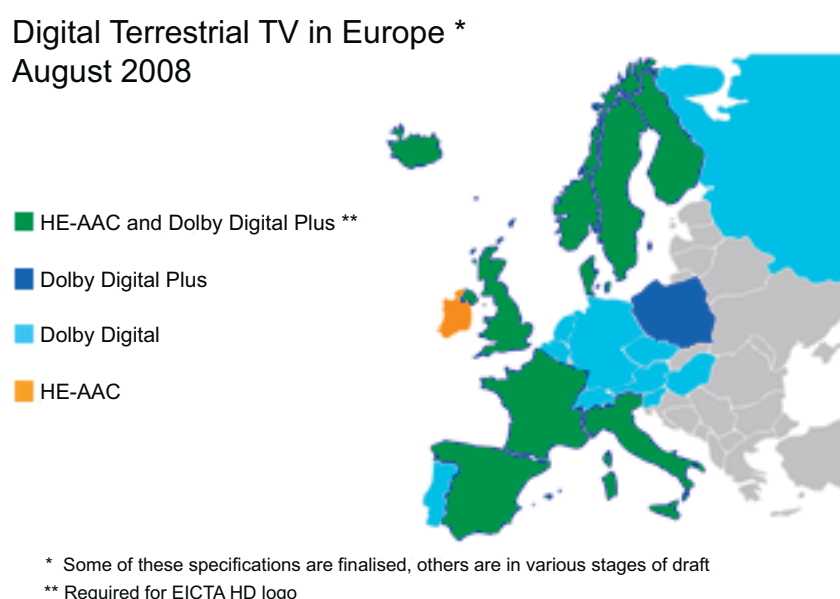 Digital Terrestrial TV in Europe *
August 2008
HE-AAC and Dolby Digital Plus **
Dolby Digital Plus
Dolby Digital
HE-AAC
* Some of these specifications are finalised, others are in various stages of draft
** Required for EICTA HD logo